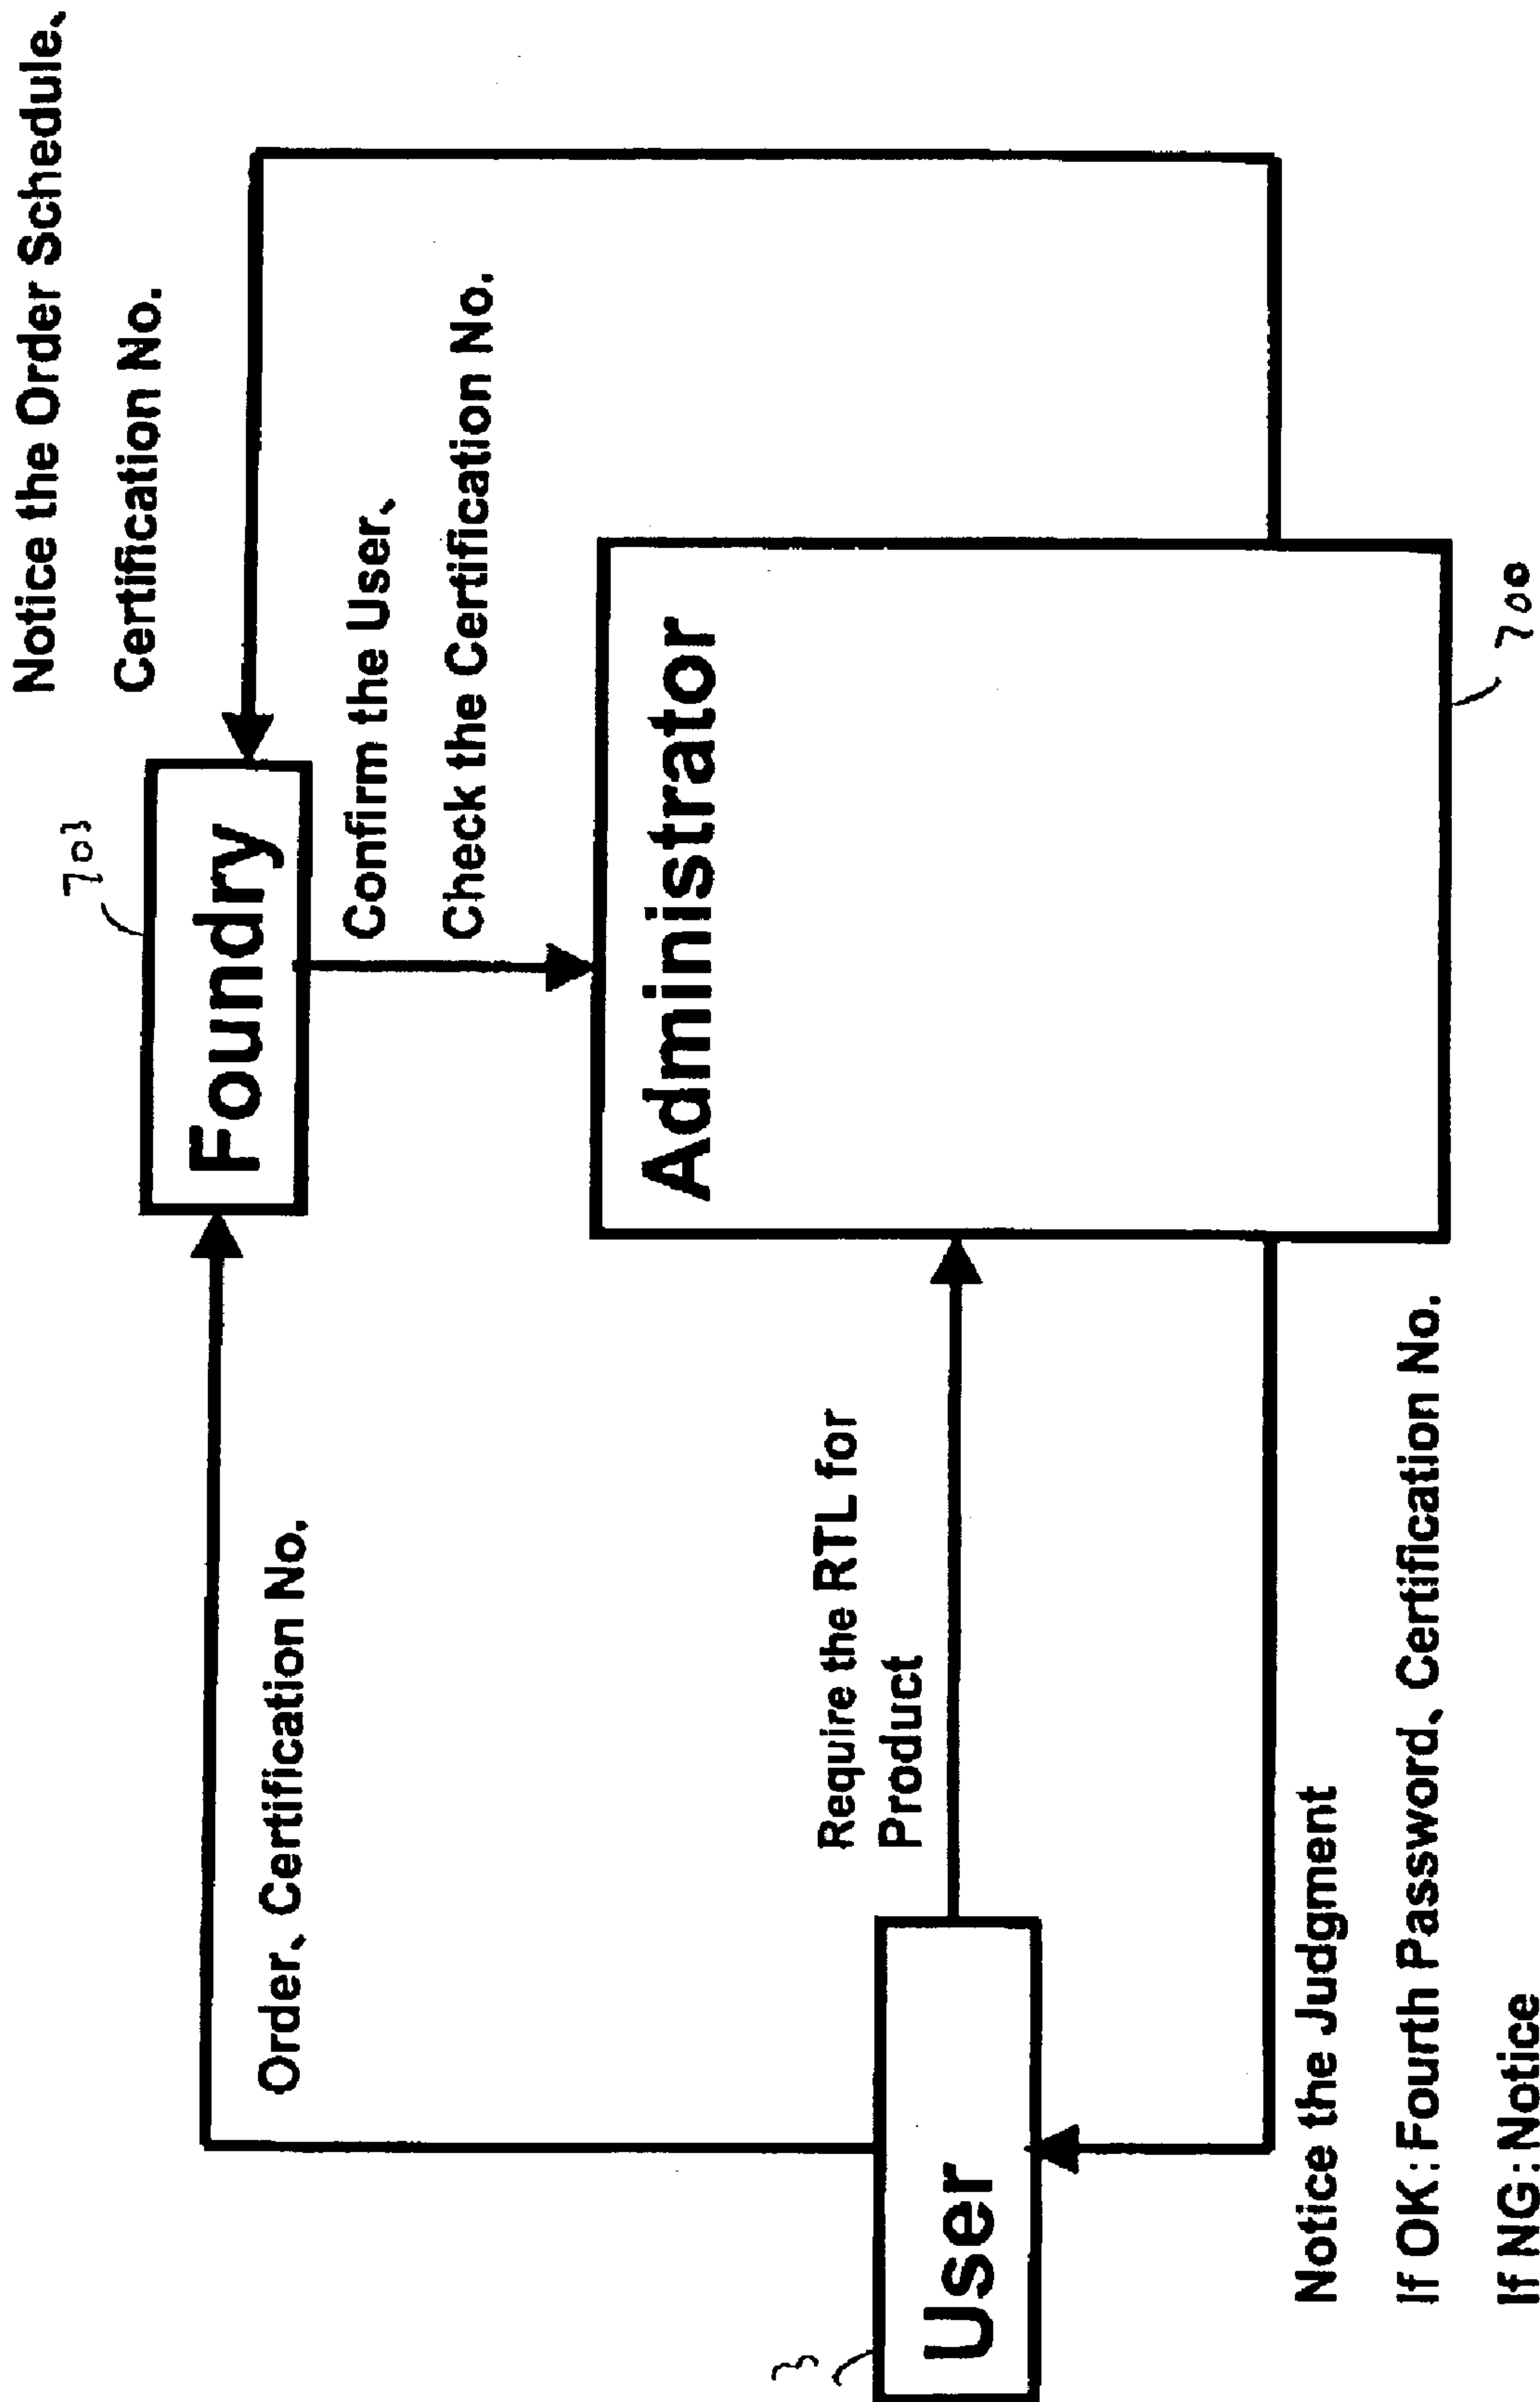 Notice the Order Schedule、
Certification No.
703
Foundry
Confirm the User、
Check the Certification No.
Order、Certification No.
Administrator
700
Require the RTL for
Product
3
User
Notice the Judgment
If OK:Fourth Password、Certification No.
If NG:Notice